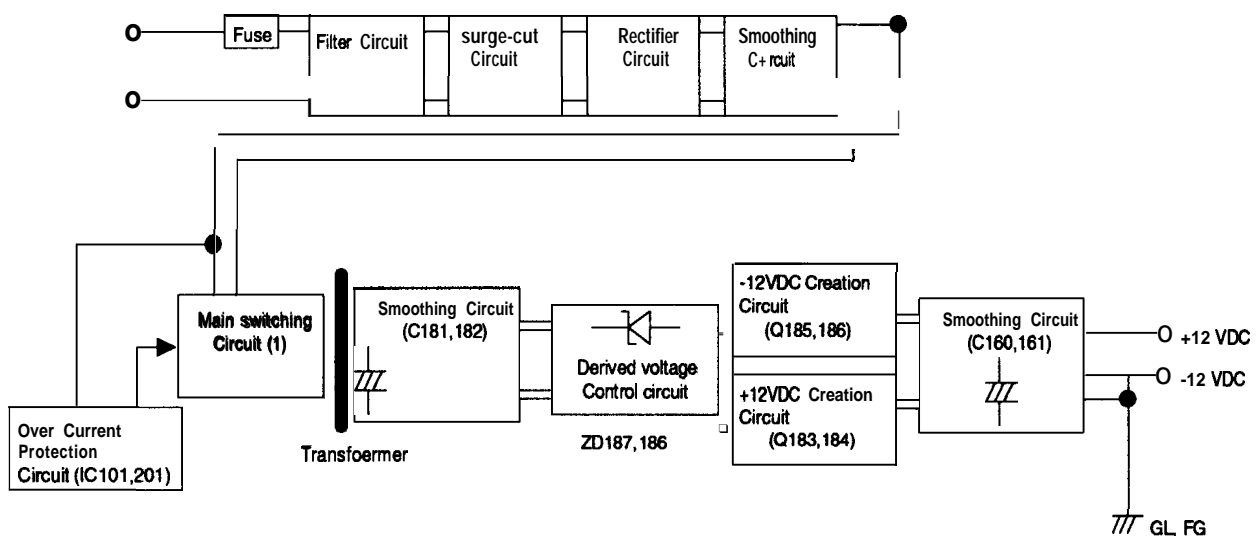 Fuse
Filter Circuit
surge-cut
Circuit
Rectifier
Circuit
Smoothing
C+ rcuit
Main switching
Circuit (1)
Over Current
Protection
Circuit (IC101,201)
Transfoermer
Smoothing Circuit
(C181,182)
Derived voltage
Control circuit
ZD187,186
-12VDC Creation
Circuit
(Q185,186)
+12VDC Creation
Circuit
(Q183,184)
Smoothing Circuit
(C160,161)
O +12 VDC
O -12 VDC
GL, FG